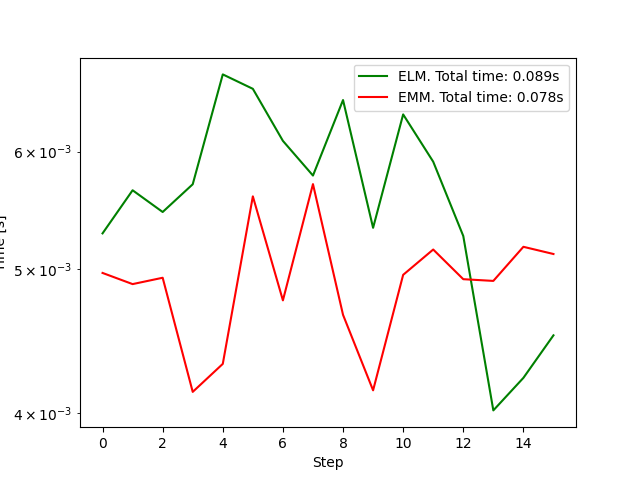 ELM. Total time: 0.089s
EMM. Total time: 0.078s
6 × 10⁻³
5 × 10⁻³
4 × 10⁻³
Time [s]
0 2 4 6 8 10 12 14
Step